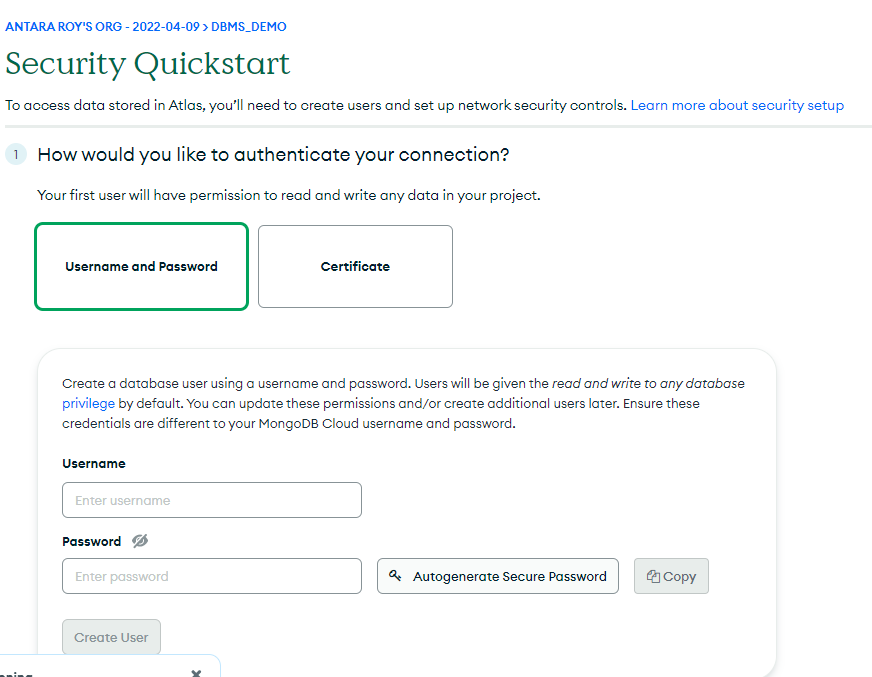 ANTARA ROY'S ORG - 2022-04-09 > DBMS_DEMO
Security Quickstart
To access data stored in Atlas, you'll need to create users and set up network security controls. Learn more about security setup
1 How would you like to authenticate your connection?
Your first user will have permission to read and write any data in your project.
Username and Password Certificate
Create a database user using a username and password. Users will be given the read and write to any database
privilege by default. You can update these permissions and/or create additional users later. Ensure these
credentials are different to your MongoDB Cloud username and password.
Username
Enter username
Password
Enter password Autogenerate Secure Password Copy
Create User